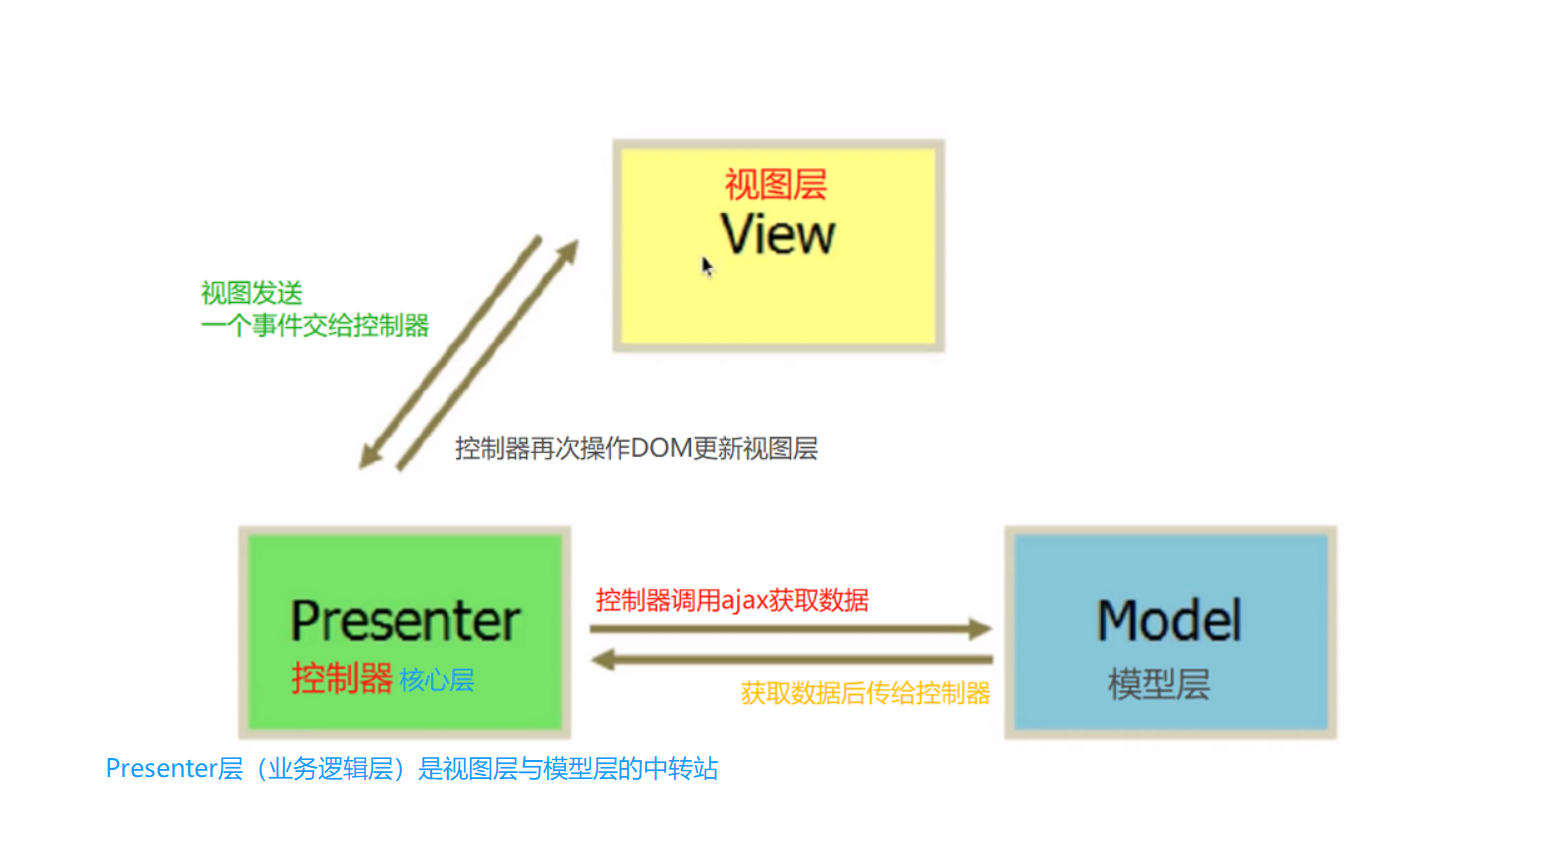 视图层
View
视图发送
一个事件交给控制器
控制器再次操作DOM更新视图层
Presenter
控制器 核心层
控制器调用ajax获取数据
获取数据后传给控制器
Model
模型层
Presenter层（业务逻辑层）是视图层与模型层的中转站